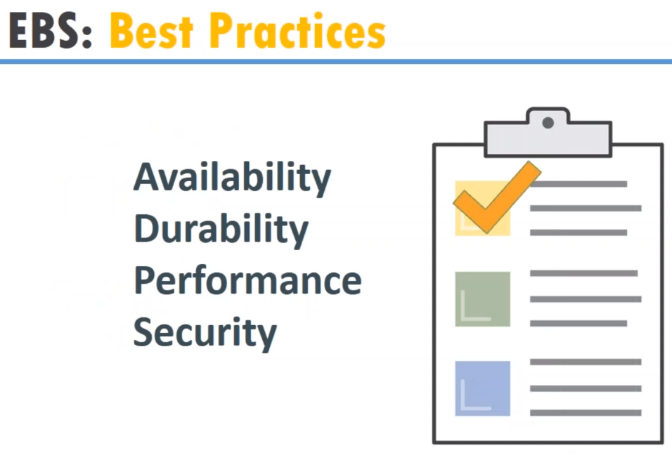 EBS: Best Practices
Availability
Durability
Performance
Security